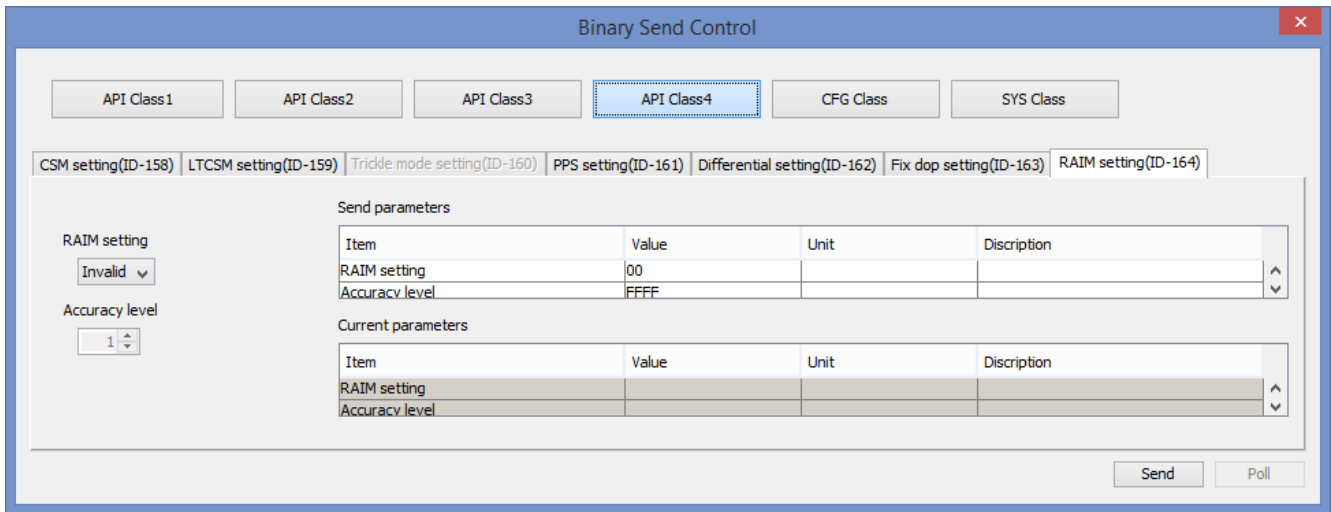 Binary Send Control
API Class1 API Class2 API Class3 API Class4 CFG Class SYS Class
CSM setting(ID-158) LTCSM setting(ID-159) Trickle mode setting(ID-160) PPS setting(ID-161) Differential setting(ID-162) Fix dop setting(ID-163) RAIM setting(ID-164)
RAIM setting
Invalid
Accuracy level
1
Send parameters
Item Value Unit Discription
RAIM setting 00
Accuracy level FFFF
Current parameters
Item Value Unit Discription
RAIM setting
Accuracy level
Send Poll